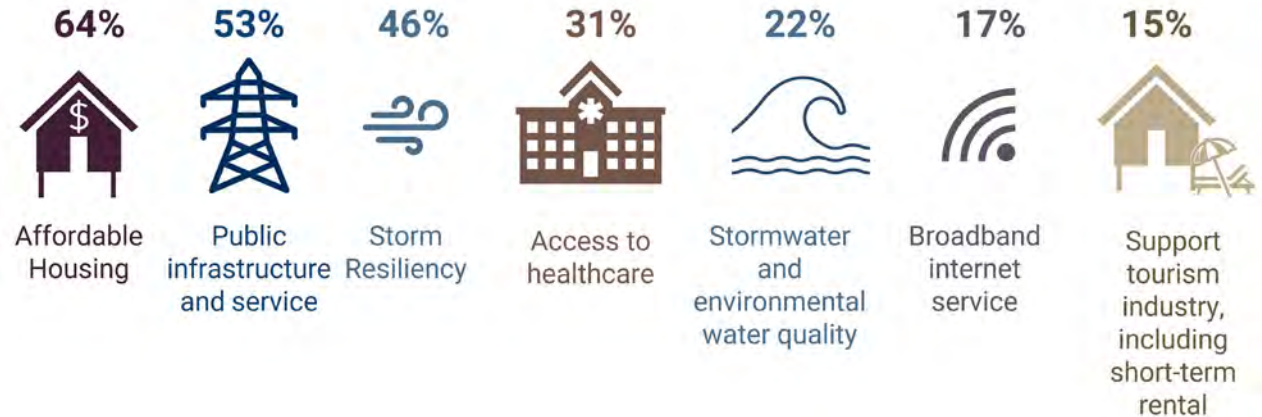 64%
53%
46%
31%
22%
17%
15%
$
Affordable
Housing
Public
infrastructure
and service
Storm
Resiliency
Access to
healthcare
Stormwater
and
environmental
water quality
Broadband
internet
service
Support
tourism
industry,
including
short-term
rental